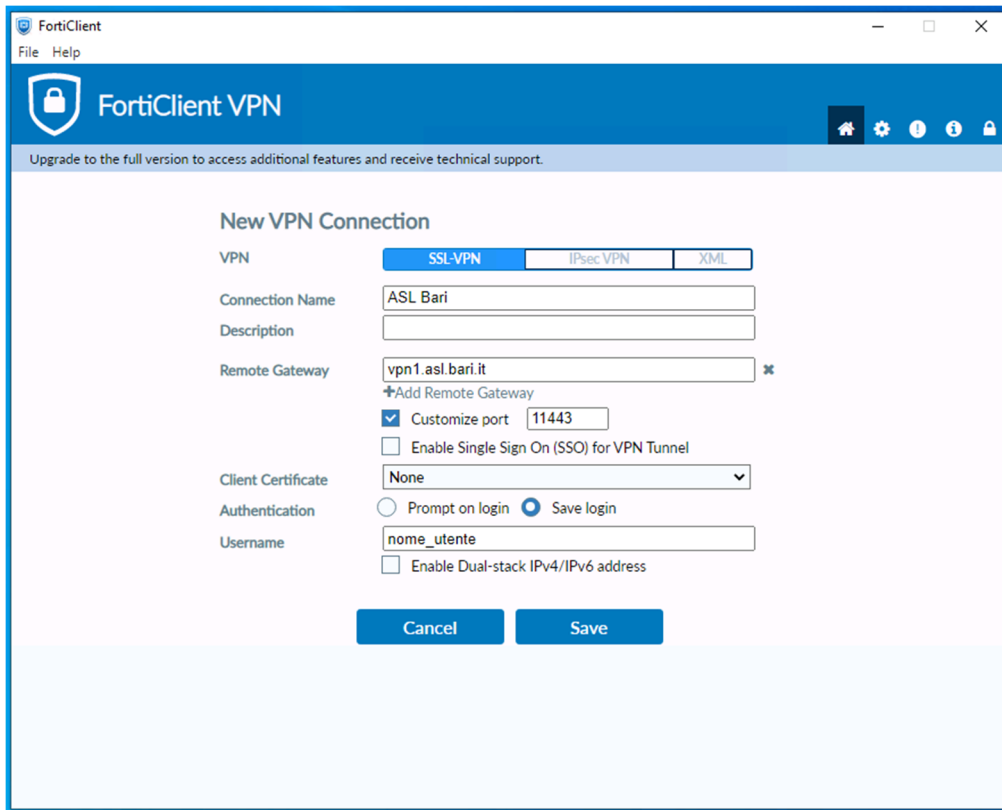 FortiClient
File Help
FortiClient VPN
Upgrade to the full version to access additional features and receive technical support.
New VPN Connection
VPN SSL-VPN IPsec VPN XML
Connection Name ASL Bari
Description
Remote Gateway vpn1.asl.bari.it
+Add Remote Gateway
Customize port 11443
Enable Single Sign On (SSO) for VPN Tunnel
Client Certificate None
Authentication Prompt on login Save login
Username nome_utente
Enable Dual-stack IPv4/IPv6 address
Cancel Save